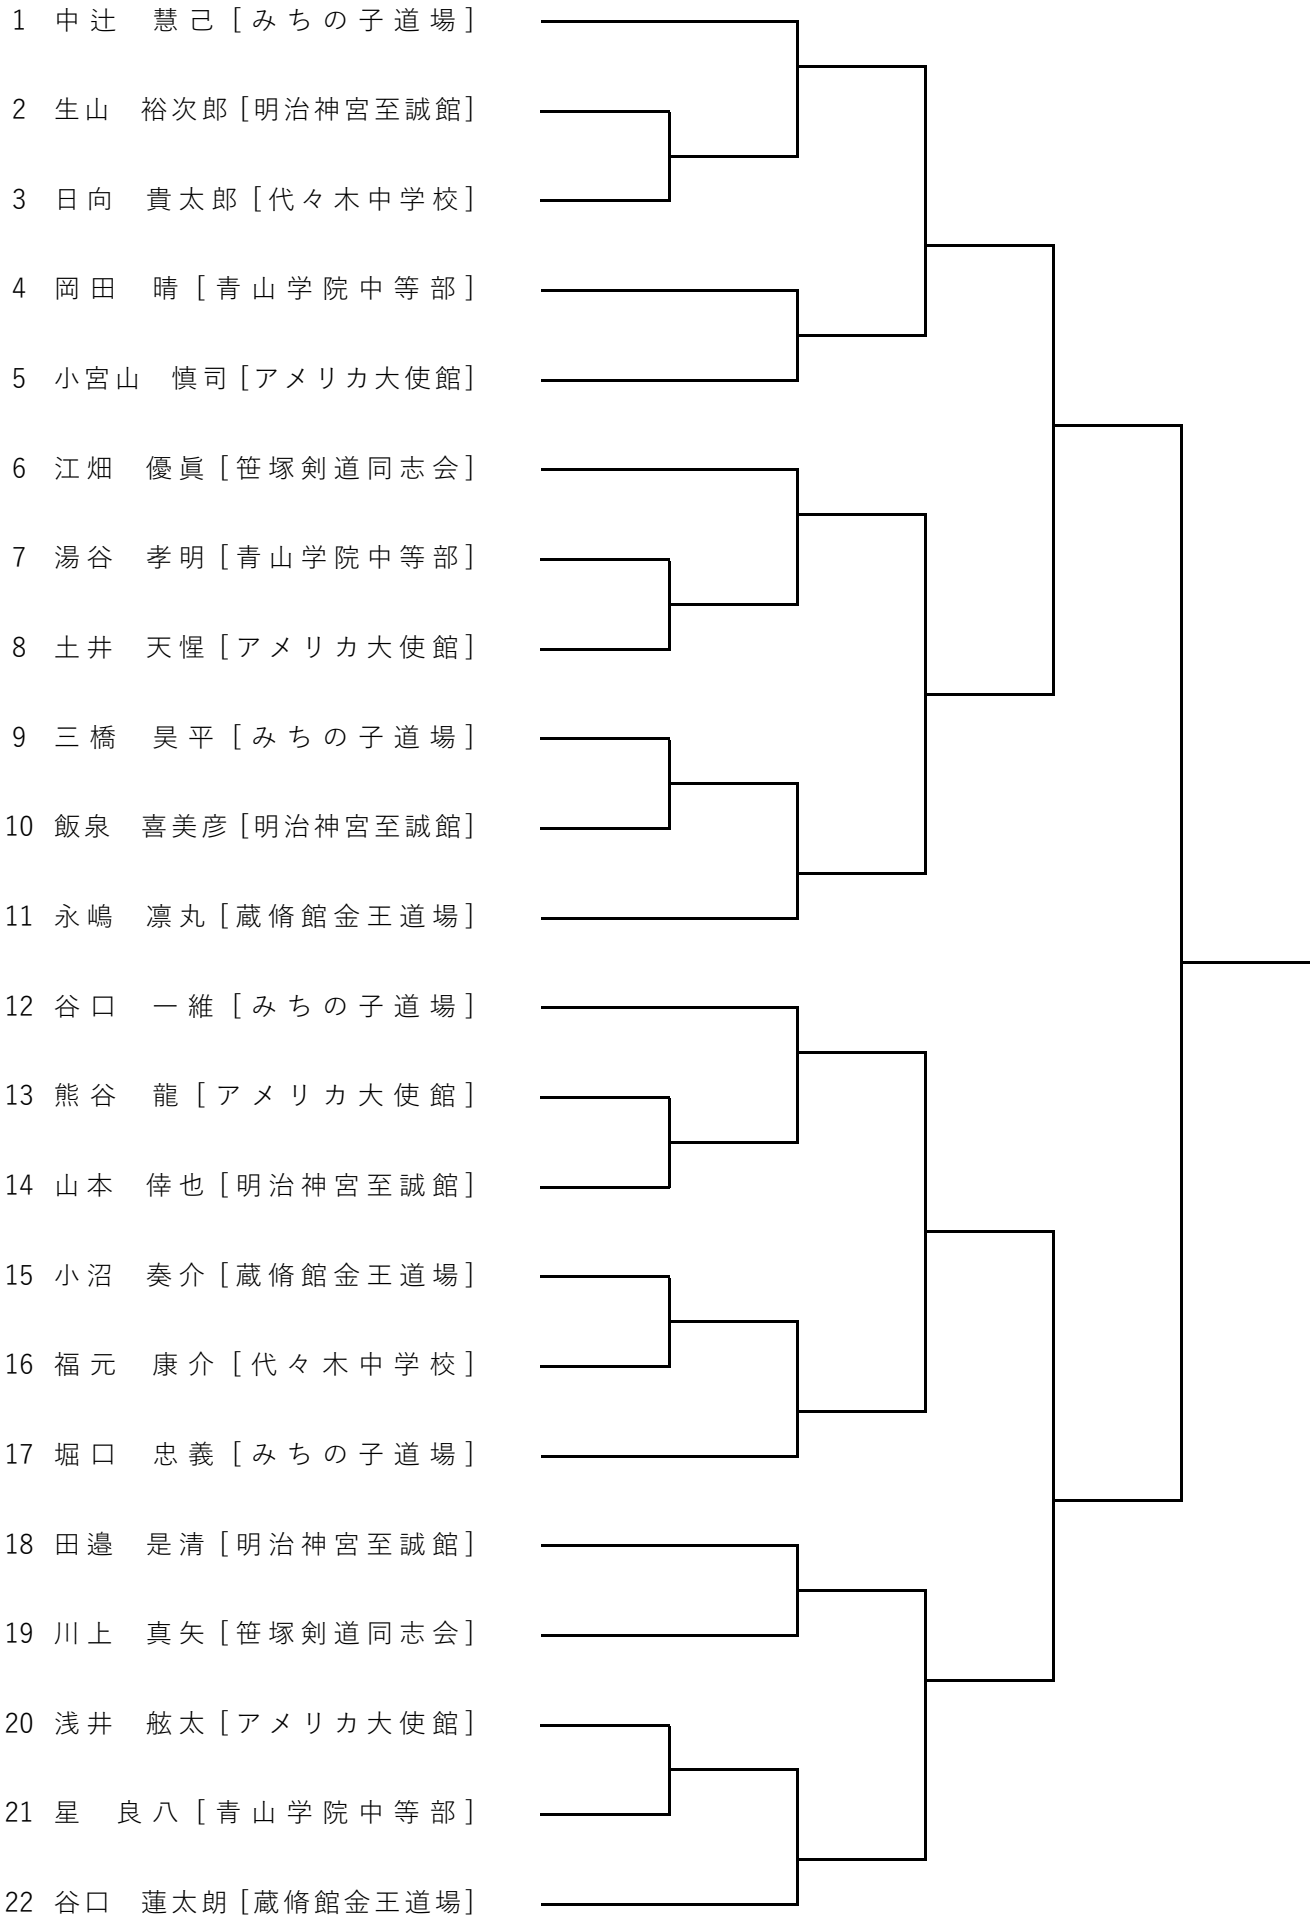 1 中辻 慧己 [みちの子道場]
2 生山 裕次郎 [明治神宮至誠館]
3 日向 貴太郎 [代々木中学校]
4 岡田 晴 [青山学院中等部]
5 小宮山 慎司 [アメリカ大使館]
6 江畑 優眞 [笹塚剣道同志会]
7 湯谷 孝明 [青山学院中等部]
8 土井 天惺 [アメリカ大使館]
9 三橋 昊平 [みちの子道場]
10 飯泉 喜美彦 [明治神宮至誠館]
11 永嶋 凛丸 [蔵脩館金王道場]
12 谷口 一維 [みちの子道場]
13 熊谷 龍 [アメリカ大使館]
14 山本 倖也 [明治神宮至誠館]
15 小沼 奏介 [蔵脩館金王道場]
16 福元 康介 [代々木中学校]
17 堀口 忠義 [みちの子道場]
18 田邉 是清 [明治神宮至誠館]
19 川上 真矢 [笹塚剣道同志会]
20 浅井 舷太 [アメリカ大使館]
21 星 良八 [青山学院中等部]
22 谷口 蓮太朗 [蔵脩館金王道場]